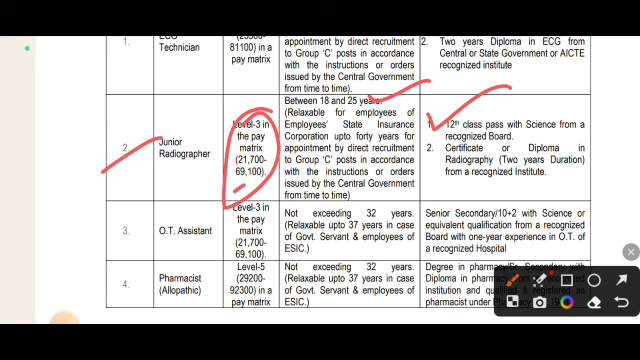 1.
ECG
Technician
81100) in a
pay matrix
appointment by direct recruitment
to Group 'C' posts in accordance
with the instructions or orders
issued by the Central Government
from time to time).
2. Two years Diploma in ECG from
Central or State Government or AICTE
recognized institute
2.
Junior
Radiographer
Level-3 in
the pay
matrix
(21,700-
69,100).
Between 18 and 25 years.
(Relaxable for employees of
Employees' State Insurance
Corporation upto forty years for
appointment by direct recruitment
to Group 'C' posts in accordance
with the instructions or orders
issued by the Central Government
from time to time)
1. 12th class pass with Science from a
recognized Board.
2. Certificate or Diploma in
Radiography (Two years Duration)
from a recognized Institute.
3.
O.T. Assistant
Level-3 in
the pay
matrix
(21,700-
69,100).
Not exceeding 32 years.
(Relaxable upto 37 years in case
of Govt. Servant & employees of
ESIC.)
Senior Secondary/10+2 with Science or
equivalent qualification from a recognized
Board with one-year experience in O.T. of
a recognized Hospital
4.
Pharmacist
(Allopathic)
Level-5
(29200-
92300) in a
pay matrix
Not exceeding 32 years.
(Relaxable upto 37 years in case of
Govt. Servant & employees of
ESIC.)
Degree in pharmacy/Sr. Secondary with
Diploma in pharmacy
institution and qualified & registered as
pharmacist under Pharmacy